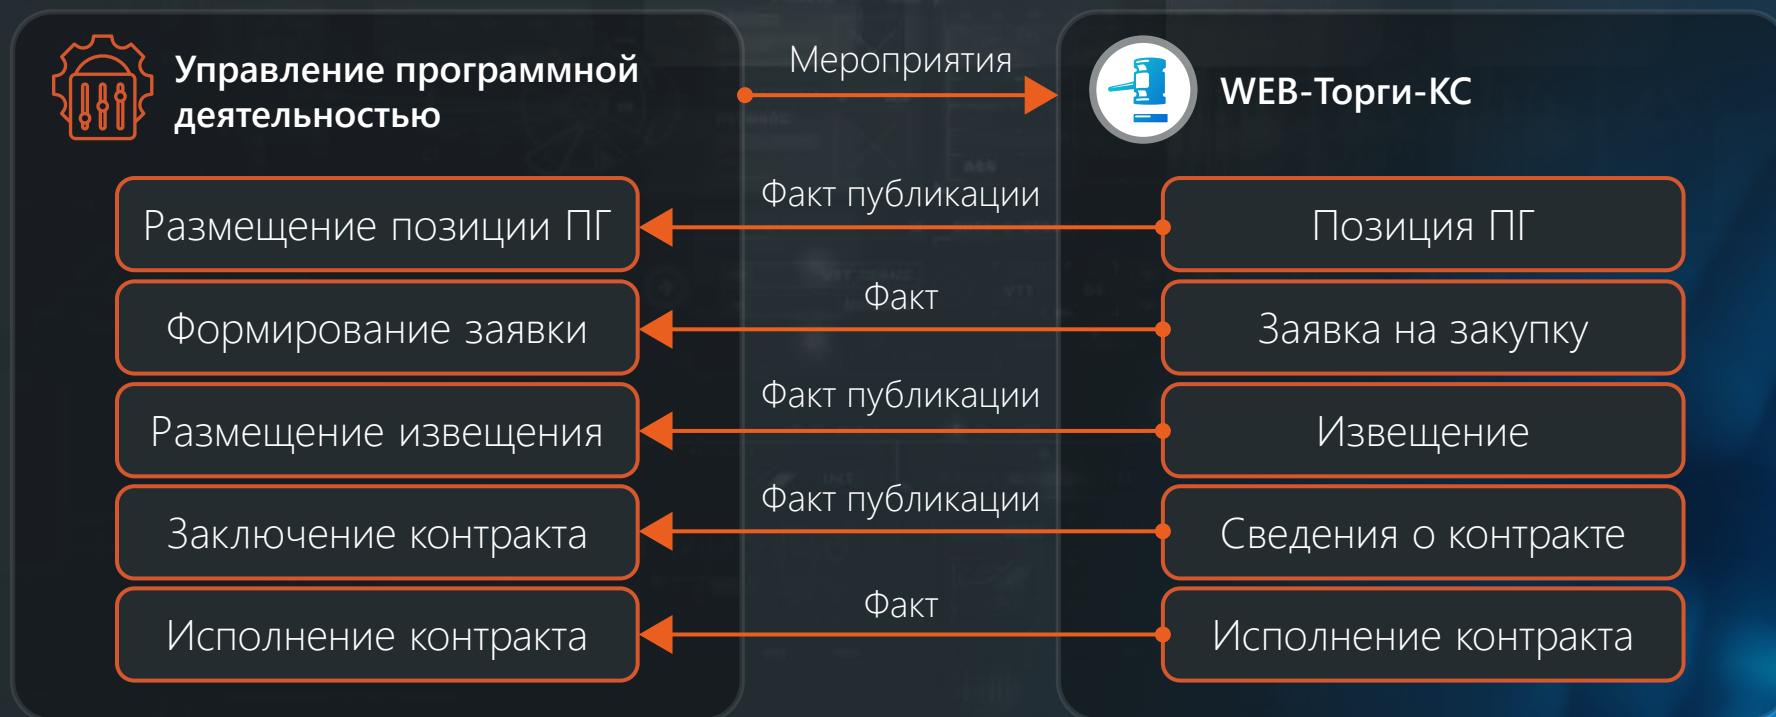 Управление программной
деятельностью
Мероприятия
WEB-Торги-КС
Размещение позиции ПГ
Факт публикации
Позиция ПГ
Формирование заявки
Факт
Заявка на закупку
Размещение извещения
Факт публикации
Извещение
Заключение контракта
Факт публикации
Сведения о контракте
Исполнение контракта
Факт
Исполнение контракта